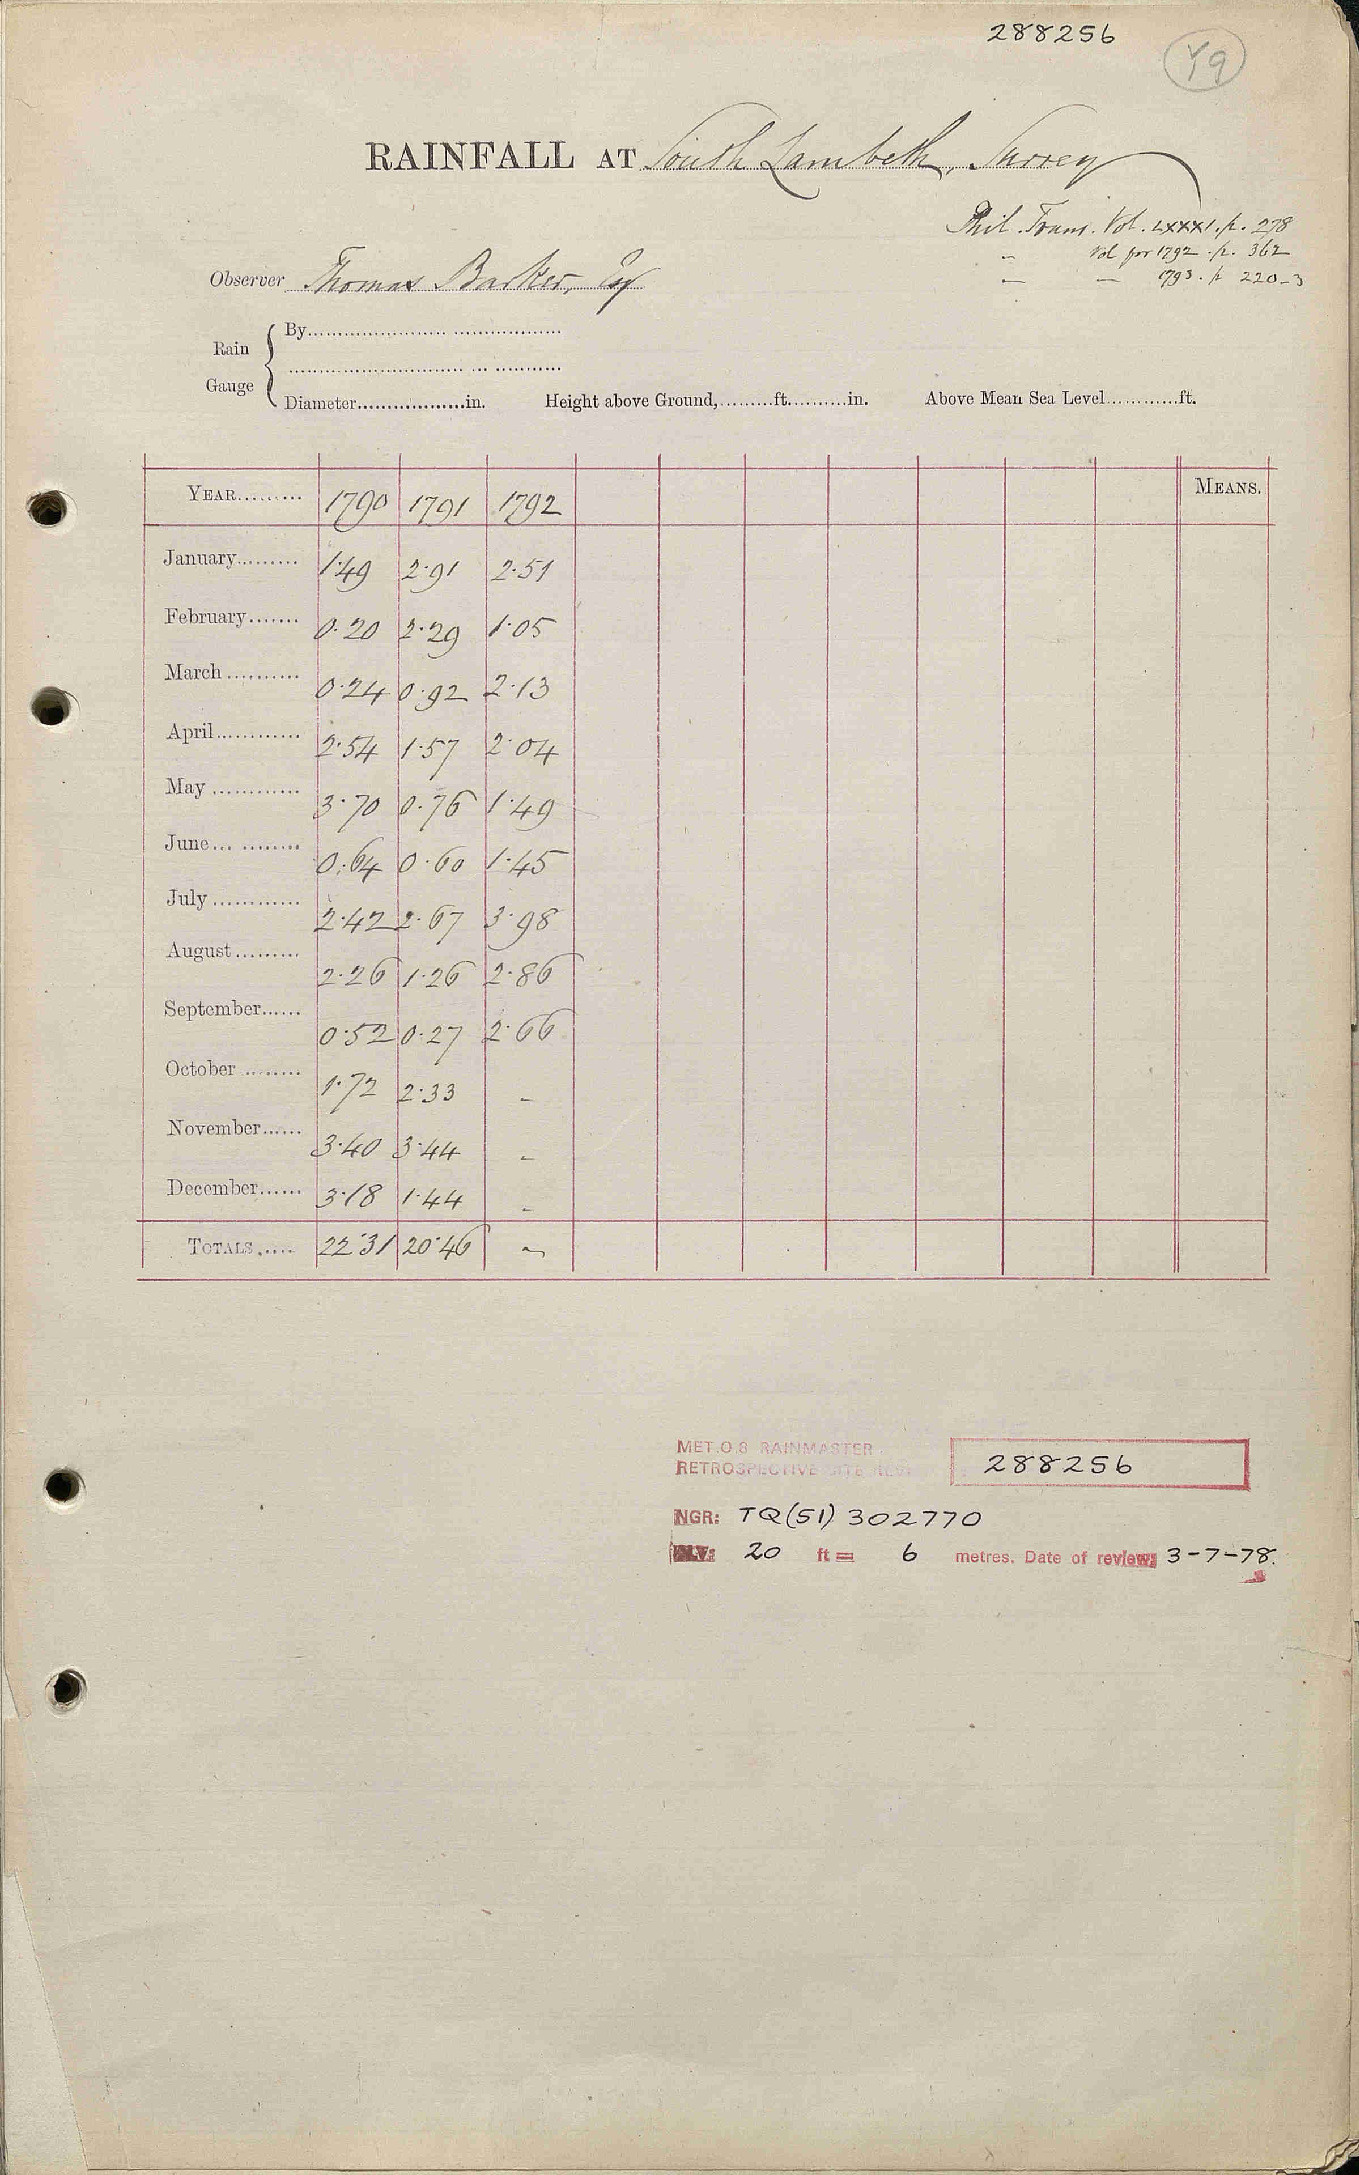 288256
Y9
RAINFALL AT South Lambeth, Surrey
Phil. Trans. Vol. LXXXI. p. 278
" Vol for 1792. p. 362
" — 1793. p 220-3
Observer Thomas Barker, Esq
Rain Gauge
By
Diameter in. Height above Ground, ft. in. Above Mean Sea Level ft.
YEAR 1790 1791 1792 MEANS.
January 1·49 2·91 2·51
February 0·20 2·29 1·05
March 0·24 0·92 2·13
April 2·54 1·57 2·04
May 3·70 0·76 1·49
June 0·64 0·60 1·45
July 2·42 2·67 3·98
August 2·26 1·26 2·86
September 0·52 0·27 2·66
October 1·72 2·33 -
November 3·40 3·44 -
December 3·18 1·44 -
TOTALS 22·31 20·46 -
MET.O.8 RAINMASTER
RETROSPECTIVE SITE 288256
NGR: TQ(51) 302770
ELV: 20 ft = 6 metres. Date of review: 3-7-78.